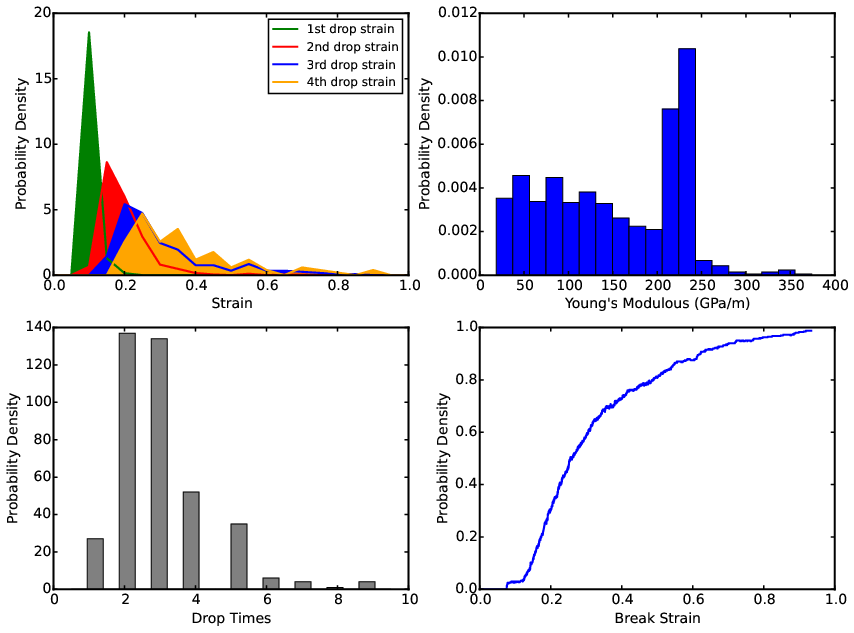 20
15
10
5
0
Probability Density
1st drop strain
2nd drop strain
3rd drop strain
4th drop strain
0.0 0.2 0.4 0.6 0.8 1.0
Strain
0.012
0.010
0.008
0.006
0.004
0.002
0.000
Probability Density
0 50 100 150 200 250 300 350 400
Young's Modulous (GPa/m)
140
120
100
80
60
40
20
0
Probability Density
0 2 4 6 8 10
Drop Times
1.0
0.8
0.6
0.4
0.2
0.0
Probability Density
0.0 0.2 0.4 0.6 0.8 1.0
Break Strain